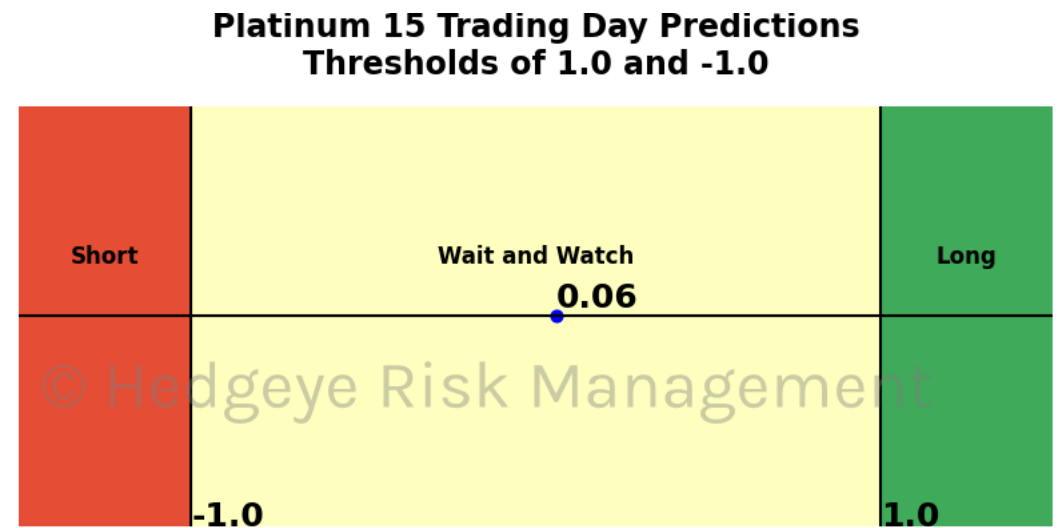 Platinum 15 Trading Day Predictions
Thresholds of 1.0 and -1.0
Short
Wait and Watch
Long
0.06
© Hedgeye Risk Management
-1.0
1.0